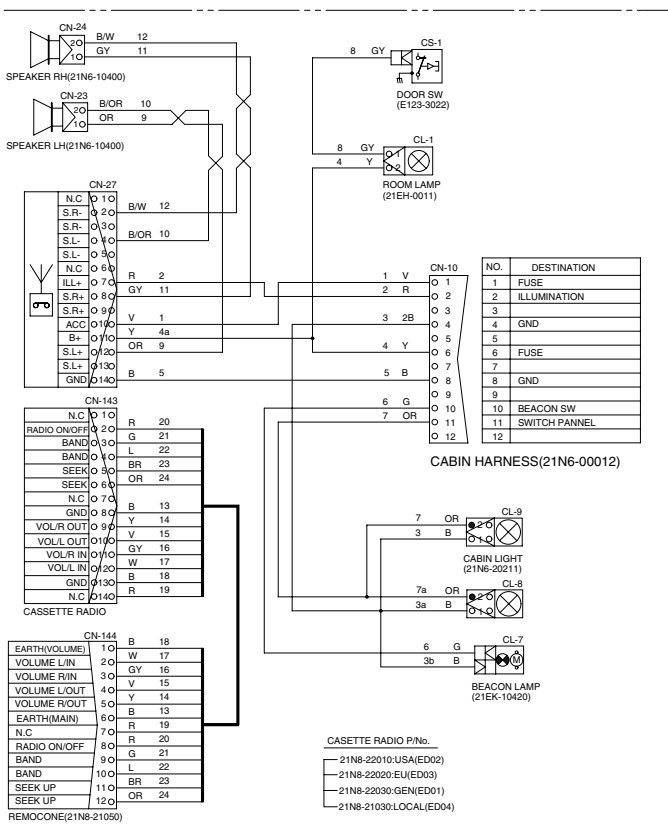 CN-24
B/W 12
2
GY 11
1
SPEAKER RH(21N6-10400)
CN-23
B/OR 10
2
OR 9
1
SPEAKER LH(21N6-10400)
CS-1
8 GY
DOOR SW
(E123-3022)
CL-1
8 GY 1
4 Y 2
ROOM LAMP
(21EH-0011)
CN-27
N.C 1
S.R- 2 B/W 12
S.R- 3
S.L- 4 B/OR 10
S.L- 5
N.C 6
ILL+ 7 R 2
S.R+ 8 GY 11
S.R+ 9
ACC 10 V 1
B+ 11 Y 4a
S.L+ 12 OR 9
S.L+ 13
GND 14 B 5
CN-10
1 V 1
2 R 2
3
3 2B 4
5
4 Y 6
7
5 B 8
9
6 G 10
7 OR 11
12
NO. DESTINATION
1 FUSE
2 ILLUMINATION
3
4 GND
5
6 FUSE
7
8 GND
9
10 BEACON SW
11 SWITCH PANNEL
12
CABIN HARNESS(21N6-00012)
CN-143
N.C 1
RADIO ON/OFF 2 R 20
BAND 3 G 21
BAND 4 L 22
SEEK 5 BR 23
SEEK 6 OR 24
N.C 7
GND 8 B 13
VOL/R OUT 9 Y 14
VOL/L OUT 10 V 15
VOL/R IN 11 GY 16
VOL/L IN 12 W 17
GND 13 B 18
N.C 14 R 19
CASSETTE RADIO
CL-9
7 OR 2
3 B 1
CABIN LIGHT
(21N6-20211)
CL-8
7a OR 2
3a B 1
CL-7
6 G
3b B
M
BEACON LAMP
(21EK-10420)
CN-144
EARTH(VOLUME) 1 B 18
VOLUME L/IN 2 W 17
VOLUME R/IN 3 GY 16
VOLUME L/OUT 4 V 15
VOLUME R/OUT 5 Y 14
EARTH(MAIN) 6 B 13
N.C 7 R 19
RADIO ON/OFF 8 R 20
BAND 9 G 21
BAND 10 L 22
SEEK UP 11 BR 23
SEEK UP 12 OR 24
REMOCONE(21N8-21050)
CASETTE RADIO P/No.
21N8-22010:USA(ED02)
21N8-22020:EU(ED03)
21N8-22030:GEN(ED01)
21N8-21030:LOCAL(ED04)